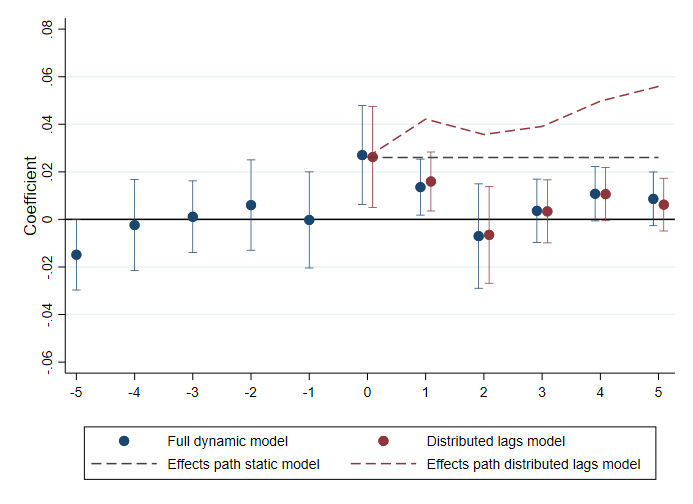 .08
.06
.04
.02
0
-.02
-.04
-.06
Coefficient
-5 -4 -3 -2 -1 0 1 2 3 4 5
Full dynamic model Distributed lags model
Effects path static model Effects path distributed lags model